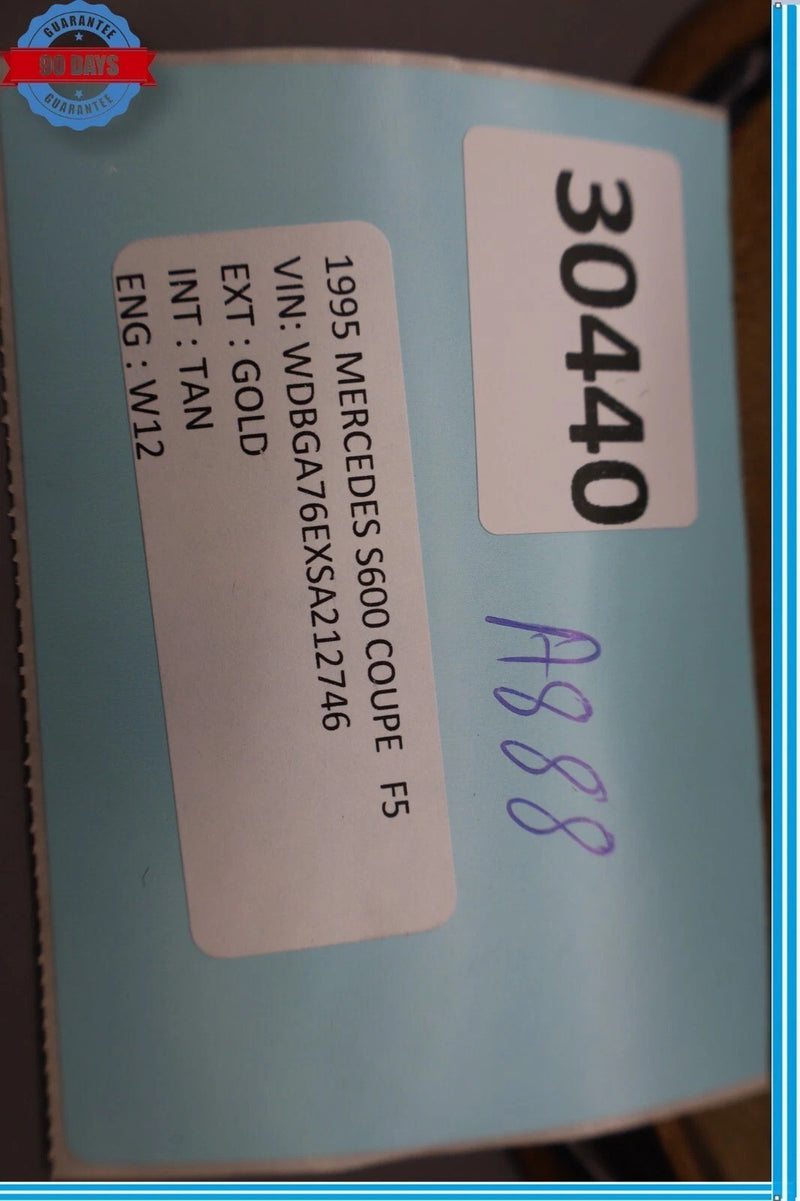 GUARANTEE
90 DAYS
GUARANTEE
30440
A888
1995 MERCEDES S600 COUPE F5
VIN: WDBGA76EXSA212746
EXT : GOLD
INT : TAN
ENG : W12